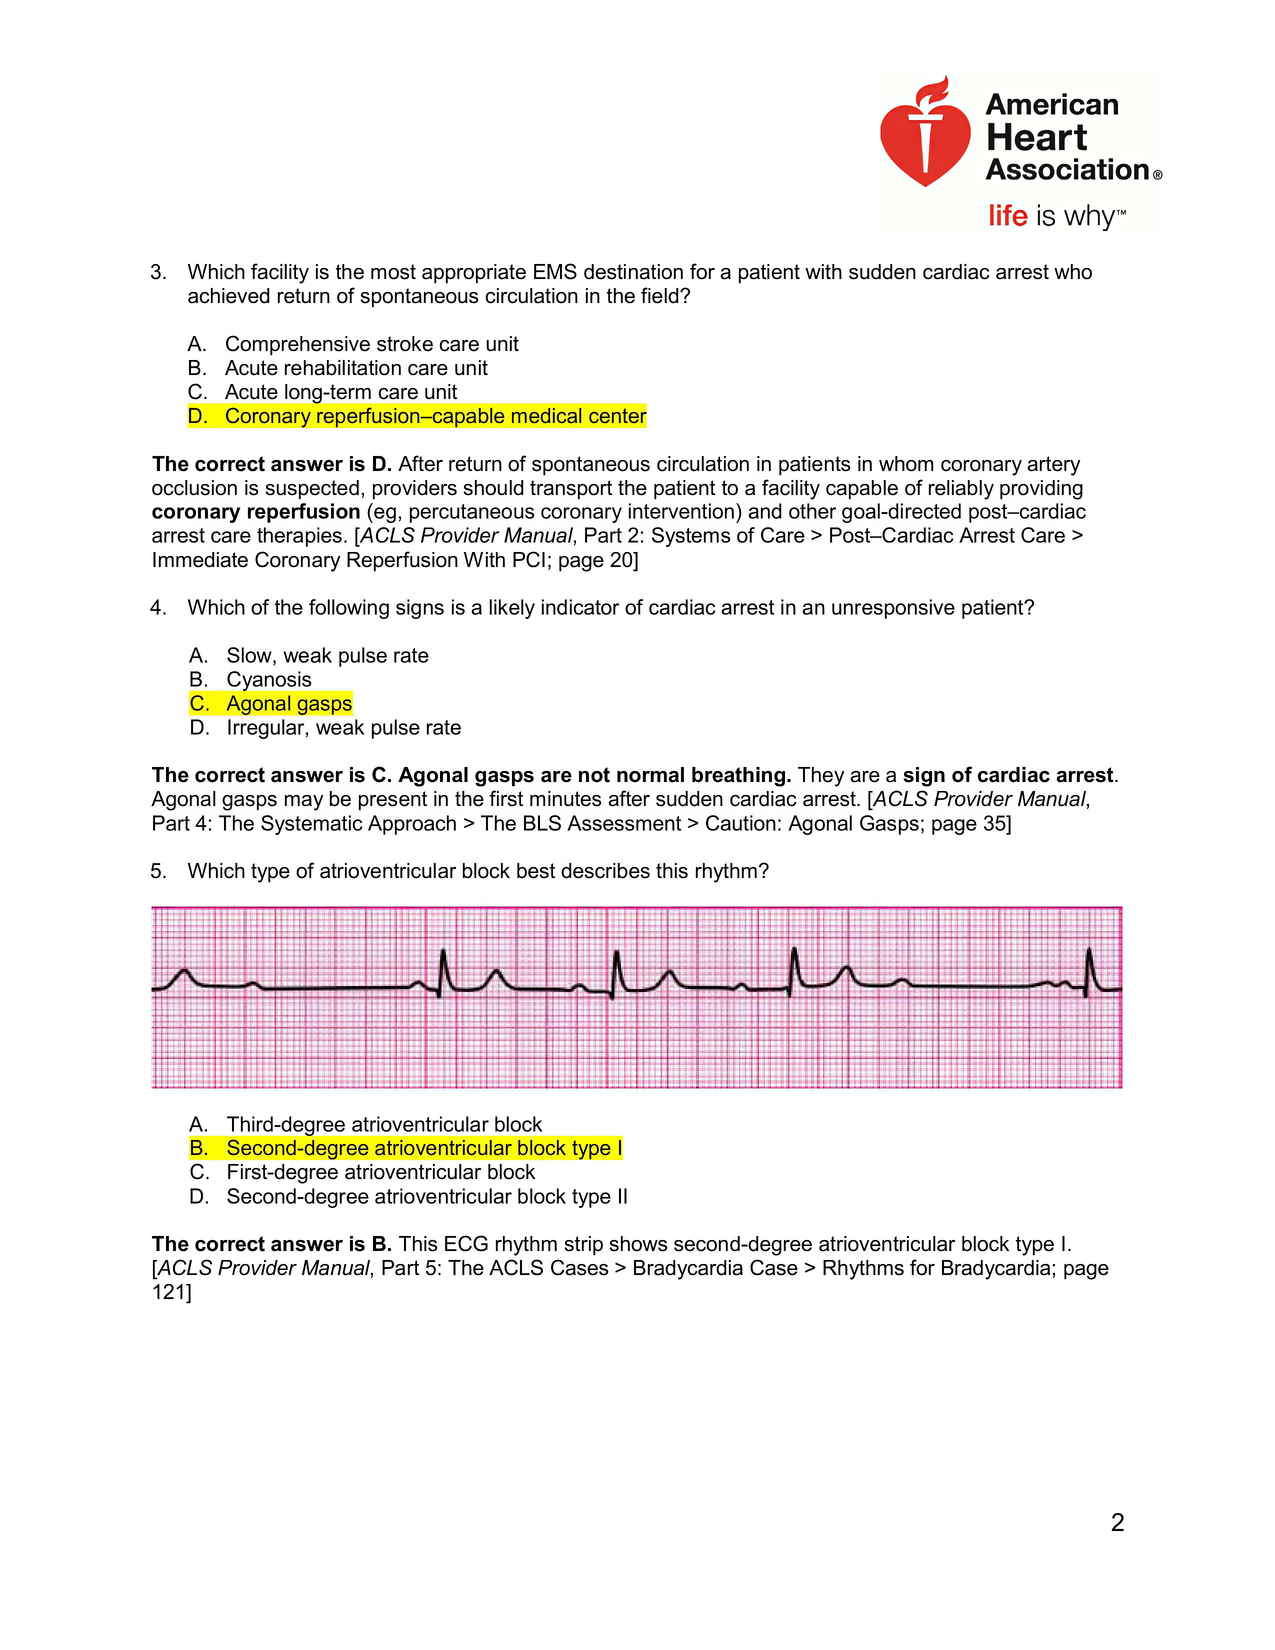 American
Heart
Association®
life is why™
3. Which facility is the most appropriate EMS destination for a patient with sudden cardiac arrest who
achieved return of spontaneous circulation in the field?
A. Comprehensive stroke care unit
B. Acute rehabilitation care unit
C. Acute long-term care unit
D. Coronary reperfusion–capable medical center
The correct answer is D. After return of spontaneous circulation in patients in whom coronary artery
occlusion is suspected, providers should transport the patient to a facility capable of reliably providing
coronary reperfusion (eg, percutaneous coronary intervention) and other goal-directed post–cardiac
arrest care therapies. [ACLS Provider Manual, Part 2: Systems of Care > Post–Cardiac Arrest Care >
Immediate Coronary Reperfusion With PCI; page 20]
4. Which of the following signs is a likely indicator of cardiac arrest in an unresponsive patient?
A. Slow, weak pulse rate
B. Cyanosis
C. Agonal gasps
D. Irregular, weak pulse rate
The correct answer is C. Agonal gasps are not normal breathing. They are a sign of cardiac arrest.
Agonal gasps may be present in the first minutes after sudden cardiac arrest. [ACLS Provider Manual,
Part 4: The Systematic Approach > The BLS Assessment > Caution: Agonal Gasps; page 35]
5. Which type of atrioventricular block best describes this rhythm?
A. Third-degree atrioventricular block
B. Second-degree atrioventricular block type I
C. First-degree atrioventricular block
D. Second-degree atrioventricular block type II
The correct answer is B. This ECG rhythm strip shows second-degree atrioventricular block type I.
[ACLS Provider Manual, Part 5: The ACLS Cases > Bradycardia Case > Rhythms for Bradycardia; page
121]
2